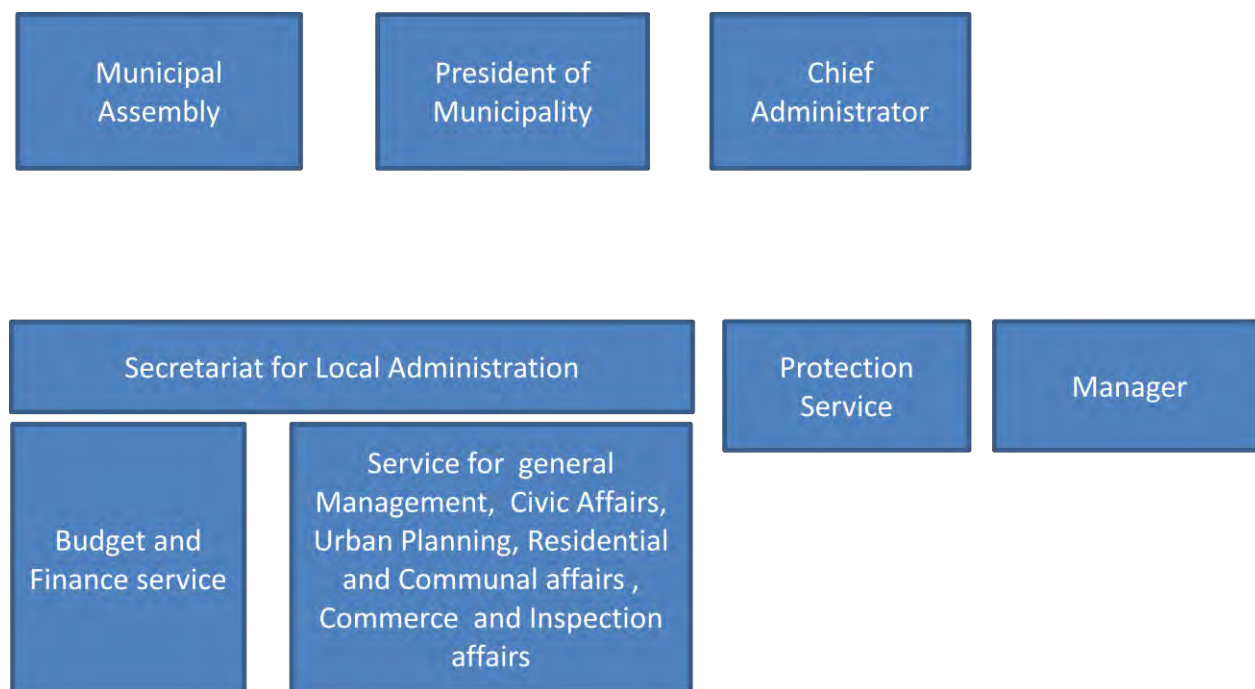 Municipal
Assembly
President of
Municipality
Chief
Administrator
Secretariat for Local Administration
Protection
Service
Manager
Budget and
Finance service
Service for general
Management, Civic Affairs,
Urban Planning, Residential
and Communal affairs ,
Commerce and Inspection
affairs